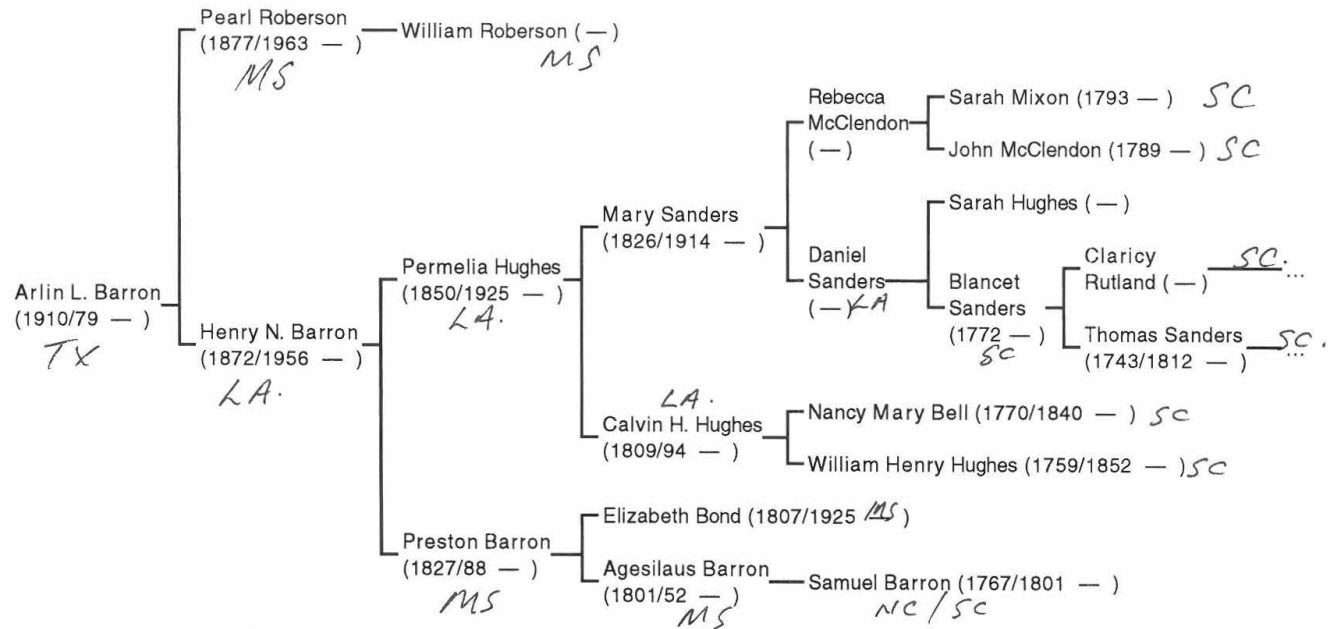 Pearl Roberson
(1877/1963 — )
MS
William Roberson ( — )
MS
Rebecca
McClendon
( — )
Sarah Mixon (1793 — ) SC
John McClendon (1789 — ) SC
Mary Sanders
(1826/1914 — )
Sarah Hughes ( — )
Daniel
Sanders
( — ) LA
Blancet
Sanders
(1772 — )
SC
Claricy
Rutland ( — )
SC. ...
Thomas Sanders
(1743/1812 — )
SC. ...
Permelia Hughes
(1850/1925 — )
LA.
Arlin L. Barron
(1910/79 — )
TX
Henry N. Barron
(1872/1956 — )
LA.
LA.
Calvin H. Hughes
(1809/94 — )
Nancy Mary Bell (1770/1840 — ) SC
William Henry Hughes (1759/1852 — ) SC
Elizabeth Bond (1807/1925 MS )
Preston Barron
(1827/88 — )
MS
Agesilaus Barron
(1801/52 — )
MS
Samuel Barron (1767/1801 — )
NC / SC